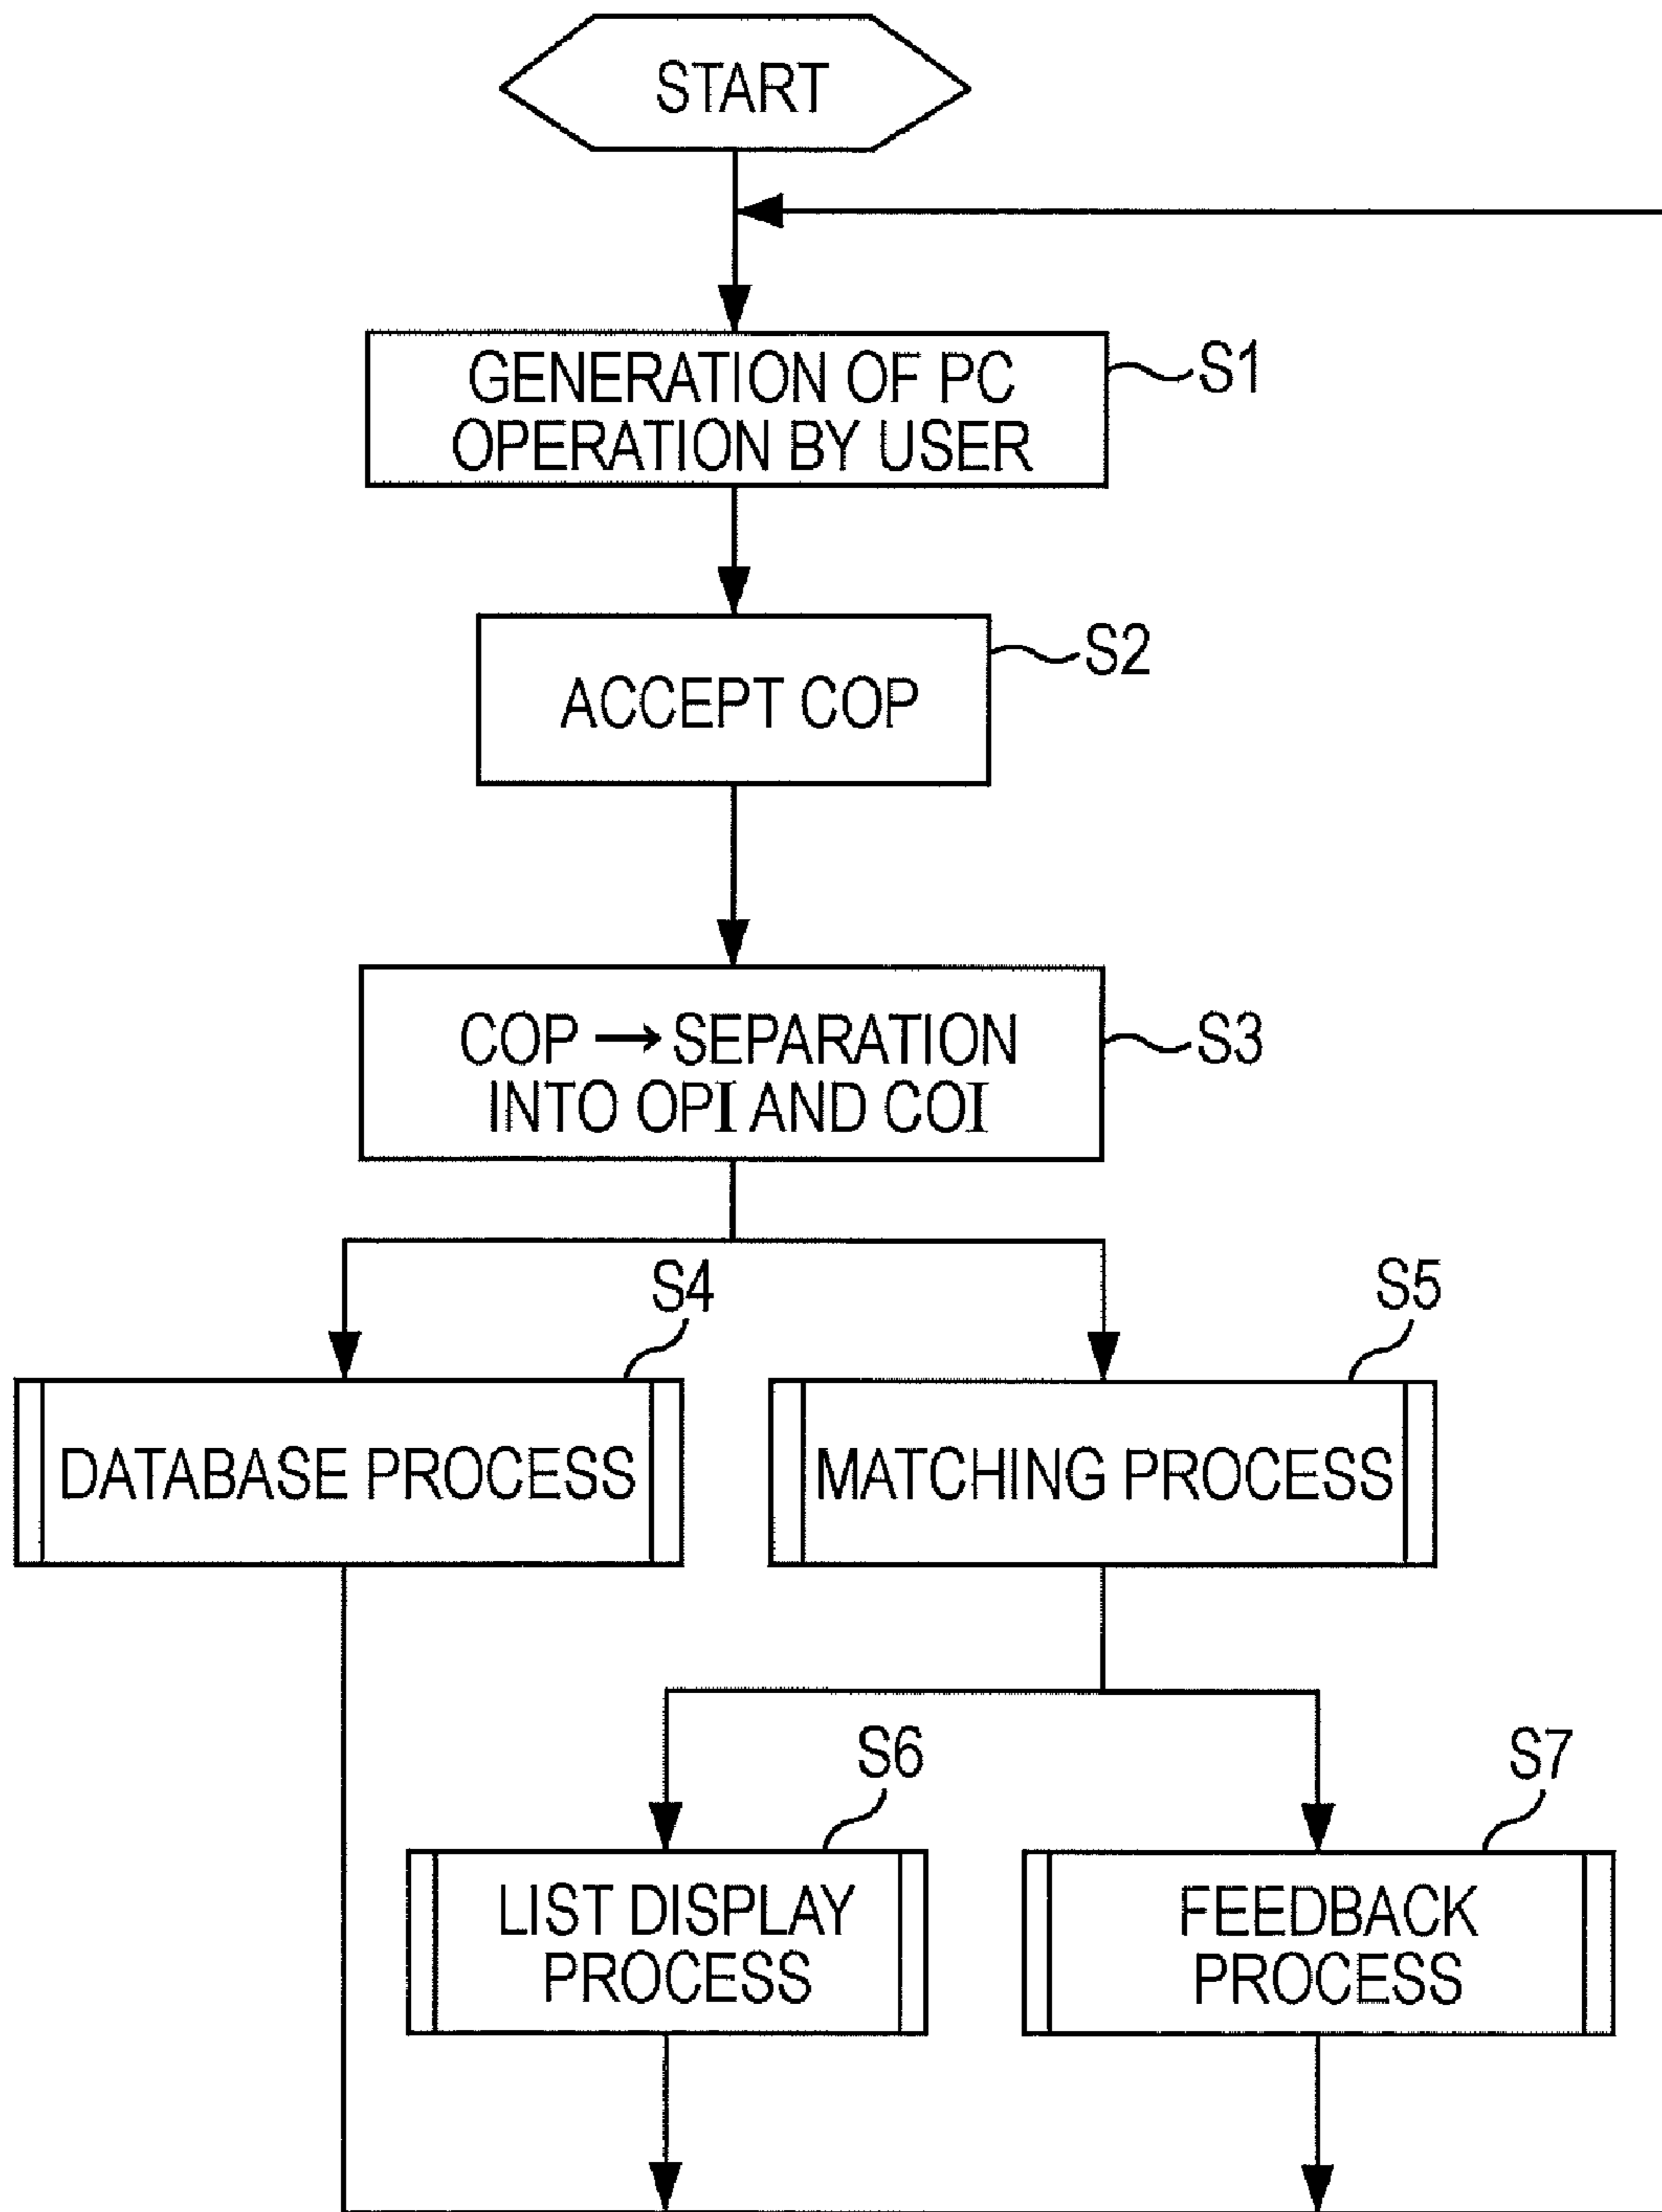 START
GENERATION OF PC
OPERATION BY USER
S1
ACCEPT COP
S2
COP → SEPARATION
INTO OPI AND COI
S3
S4
DATABASE PROCESS
S5
MATCHING PROCESS
S6
LIST DISPLAY
PROCESS
S7
FEEDBACK
PROCESS